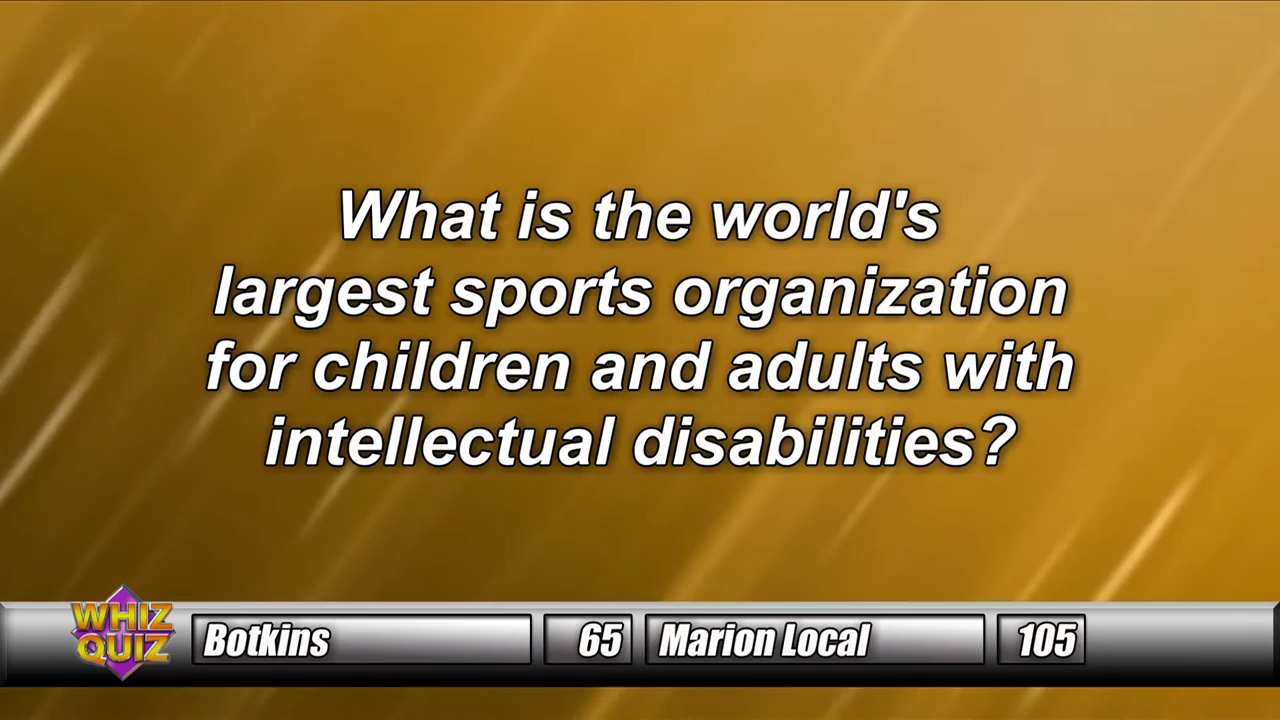 What is the world's
largest sports organization
for children and adults with
intellectual disabilities?
WHIZ
QUIZ
Botkins 65 Marion Local 105